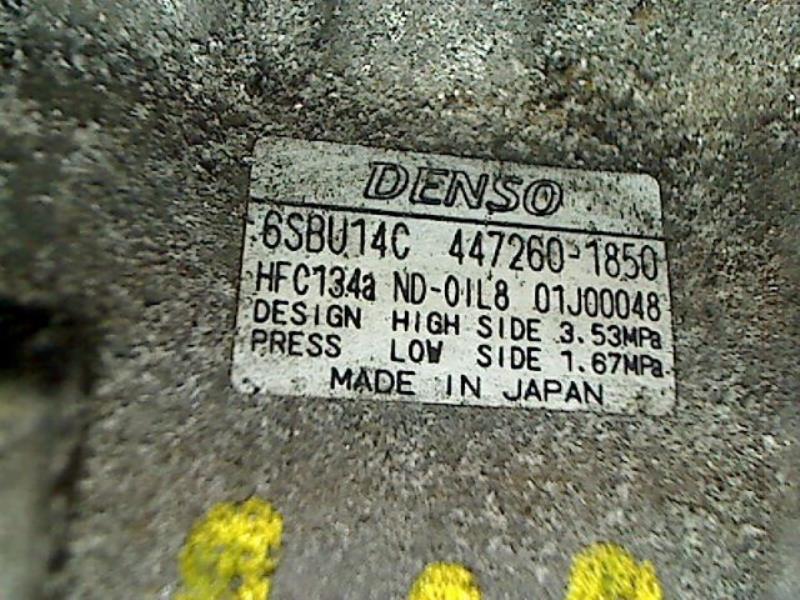 DENSO
6SBU14C 447260-1850
HFC134a ND-OIL8 01J00048
DESIGN HIGH SIDE 3.53MPa
PRESS LOW SIDE 1.67MPa
MADE IN JAPAN